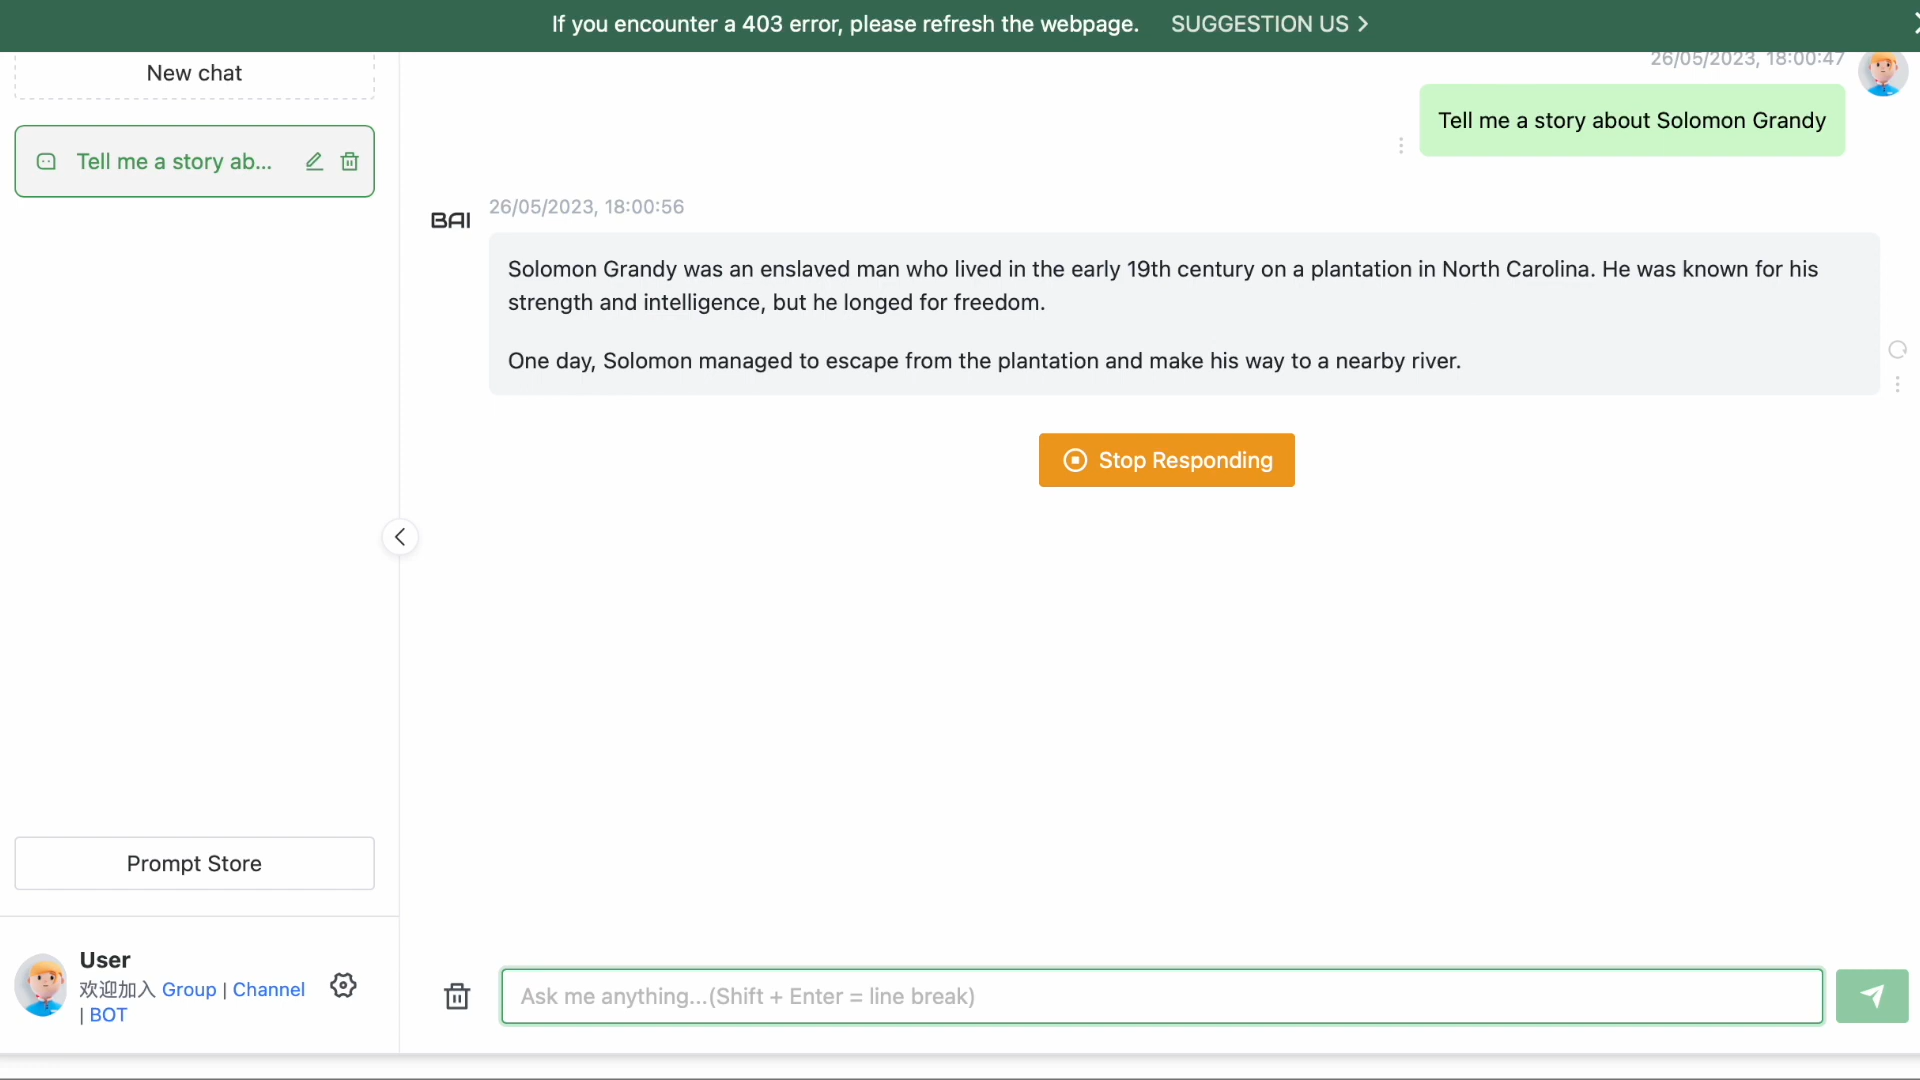 If you encounter a 403 error, please refresh the webpage. SUGGESTION US >
New chat
Tell me a story ab...
26/05/2023, 18:00:47
Tell me a story about Solomon Grandy
BAI
26/05/2023, 18:00:56
Solomon Grandy was an enslaved man who lived in the early 19th century on a plantation in North Carolina. He was known for his
strength and intelligence, but he longed for freedom.
One day, Solomon managed to escape from the plantation and make his way to a nearby river.
Stop Responding
Prompt Store
User
欢迎加入 Group | Channel
| BOT
Ask me anything...(Shift + Enter = line break)